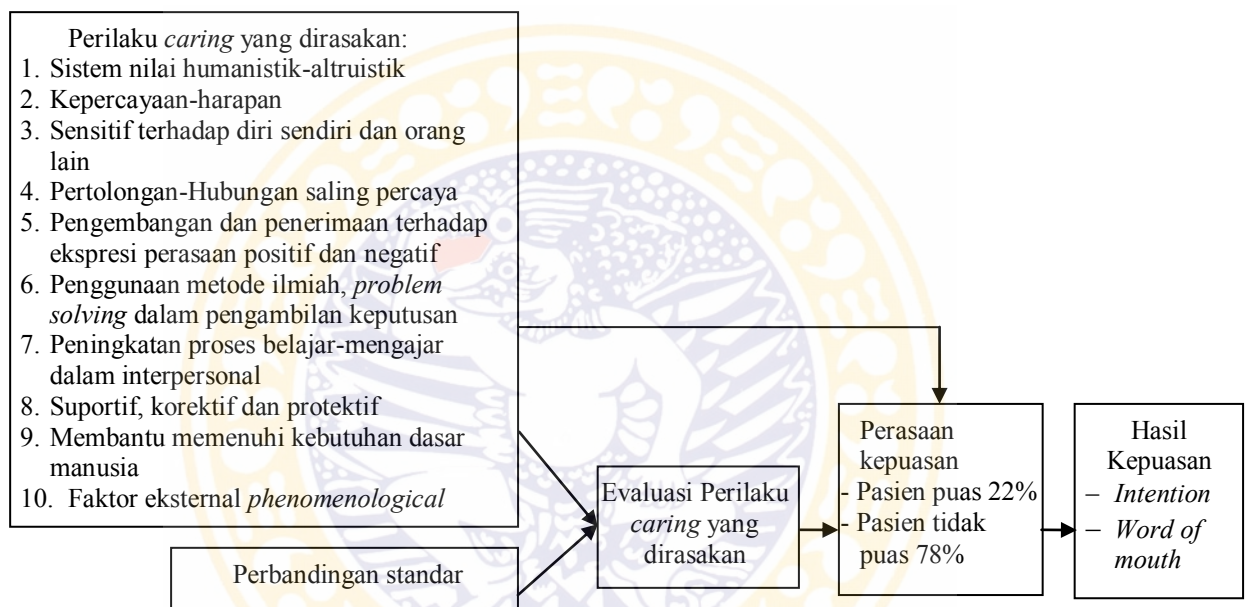 Perilaku caring yang dirasakan:
1. Sistem nilai humanistik-altruistik
2. Kepercayaan-harapan
3. Sensitif terhadap diri sendiri dan orang
lain
4. Pertolongan-Hubungan saling percaya
5. Pengembangan dan penerimaan terhadap
ekspresi perasaan positif dan negatif
6. Penggunaan metode ilmiah, problem
solving dalam pengambilan keputusan
7. Peningkatan proses belajar-mengajar
dalam interpersonal
8. Suportif, korektif dan protektif
9. Membantu memenuhi kebutuhan dasar
manusia
10. Faktor eksternal phenomenological
Perbandingan standar
Evaluasi Perilaku
caring yang
dirasakan
Perasaan
kepuasan
- Pasien puas 22%
- Pasien tidak
puas 78%
Hasil
Kepuasan
– Intention
– Word of
mouth